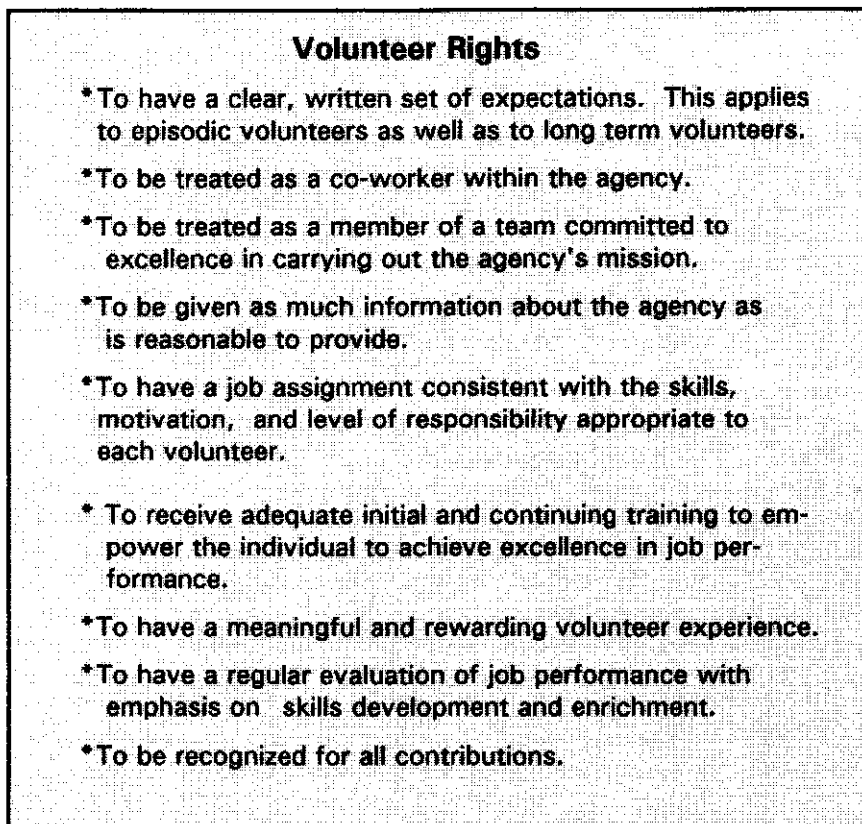 Volunteer Rights
*To have a clear, written set of expectations. This applies
to episodic volunteers as well as to long term volunteers.
*To be treated as a co-worker within the agency.
*To be treated as a member of a team committed to
excellence in carrying out the agency's mission.
*To be given as much information about the agency as
is reasonable to provide.
*To have a job assignment consistent with the skills,
motivation, and level of responsibility appropriate to
each volunteer.
* To receive adequate initial and continuing training to em-
power the individual to achieve excellence in job per-
formance.
*To have a meaningful and rewarding volunteer experience.
*To have a regular evaluation of job performance with
emphasis on skills development and enrichment.
*To be recognized for all contributions.